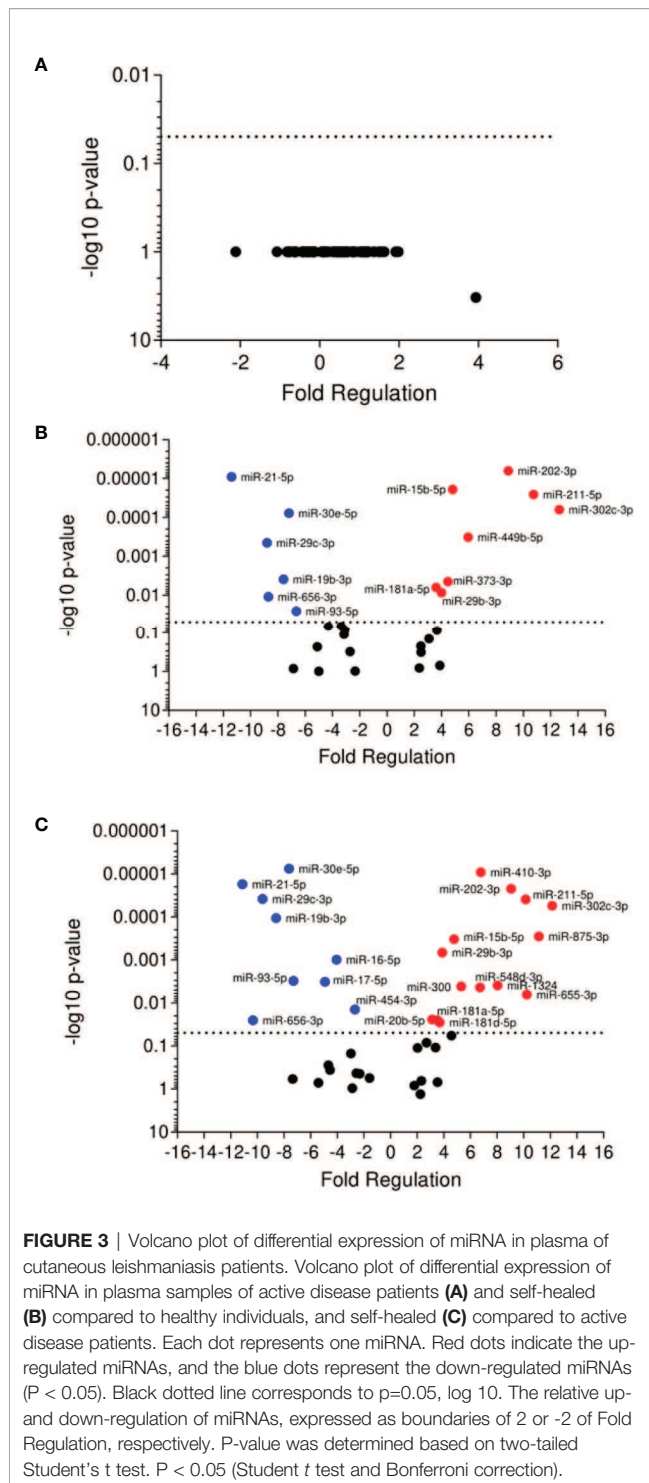 A
0.01
0.1
1
10
-log10 p-value
-4 -2 0 2 4 6
Fold Regulation
B
0.000001
0.00001
0.0001
0.001
0.01
0.1
1
10
-log10 p-value
miR-21-5p
miR-30e-5p
miR-29c-3p
miR-19b-3p
miR-656-3p
miR-93-5p
miR-202-3p
miR-15b-5p
miR-211-5p
miR-302c-3p
miR-449b-5p
miR-373-3p
miR-181a-5p
miR-29b-3p
-16 -14 -12 -10 -8 -6 -4 -2 0 2 4 6 8 10 12 14 16
Fold Regulation
C
0.000001
0.00001
0.0001
0.001
0.01
0.1
1
10
-log10 p-value
miR-30e-5p
miR-21-5p
miR-29c-3p
miR-19b-3p
miR-16-5p
miR-93-5p
miR-17-5p
miR-454-3p
miR-656-3p
miR-20b-5p
miR-410-3p
miR-202-3p
miR-211-5p
miR-302c-3p
miR-15b-5p
miR-875-3p
miR-29b-3p
miR-548d-3p
miR-300
miR-1324
miR-655-3p
miR-181a-5p
miR-181d-5p
-16 -14 -12 -10 -8 -6 -4 -2 0 2 4 6 8 10 12 14 16
Fold Regulation
FIGURE 3 | Volcano plot of differential expression of miRNA in plasma of
cutaneous leishmaniasis patients. Volcano plot of differential expression of
miRNA in plasma samples of active disease patients (A) and self-healed
(B) compared to healthy individuals, and self-healed (C) compared to active
disease patients. Each dot represents one miRNA. Red dots indicate the up-
regulated miRNAs, and the blue dots represent the down-regulated miRNAs
(P < 0.05). Black dotted line corresponds to p=0.05, log 10. The relative up-
and down-regulation of miRNAs, expressed as boundaries of 2 or -2 of Fold
Regulation, respectively. P-value was determined based on two-tailed
Student’s t test. P < 0.05 (Student t test and Bonferroni correction).